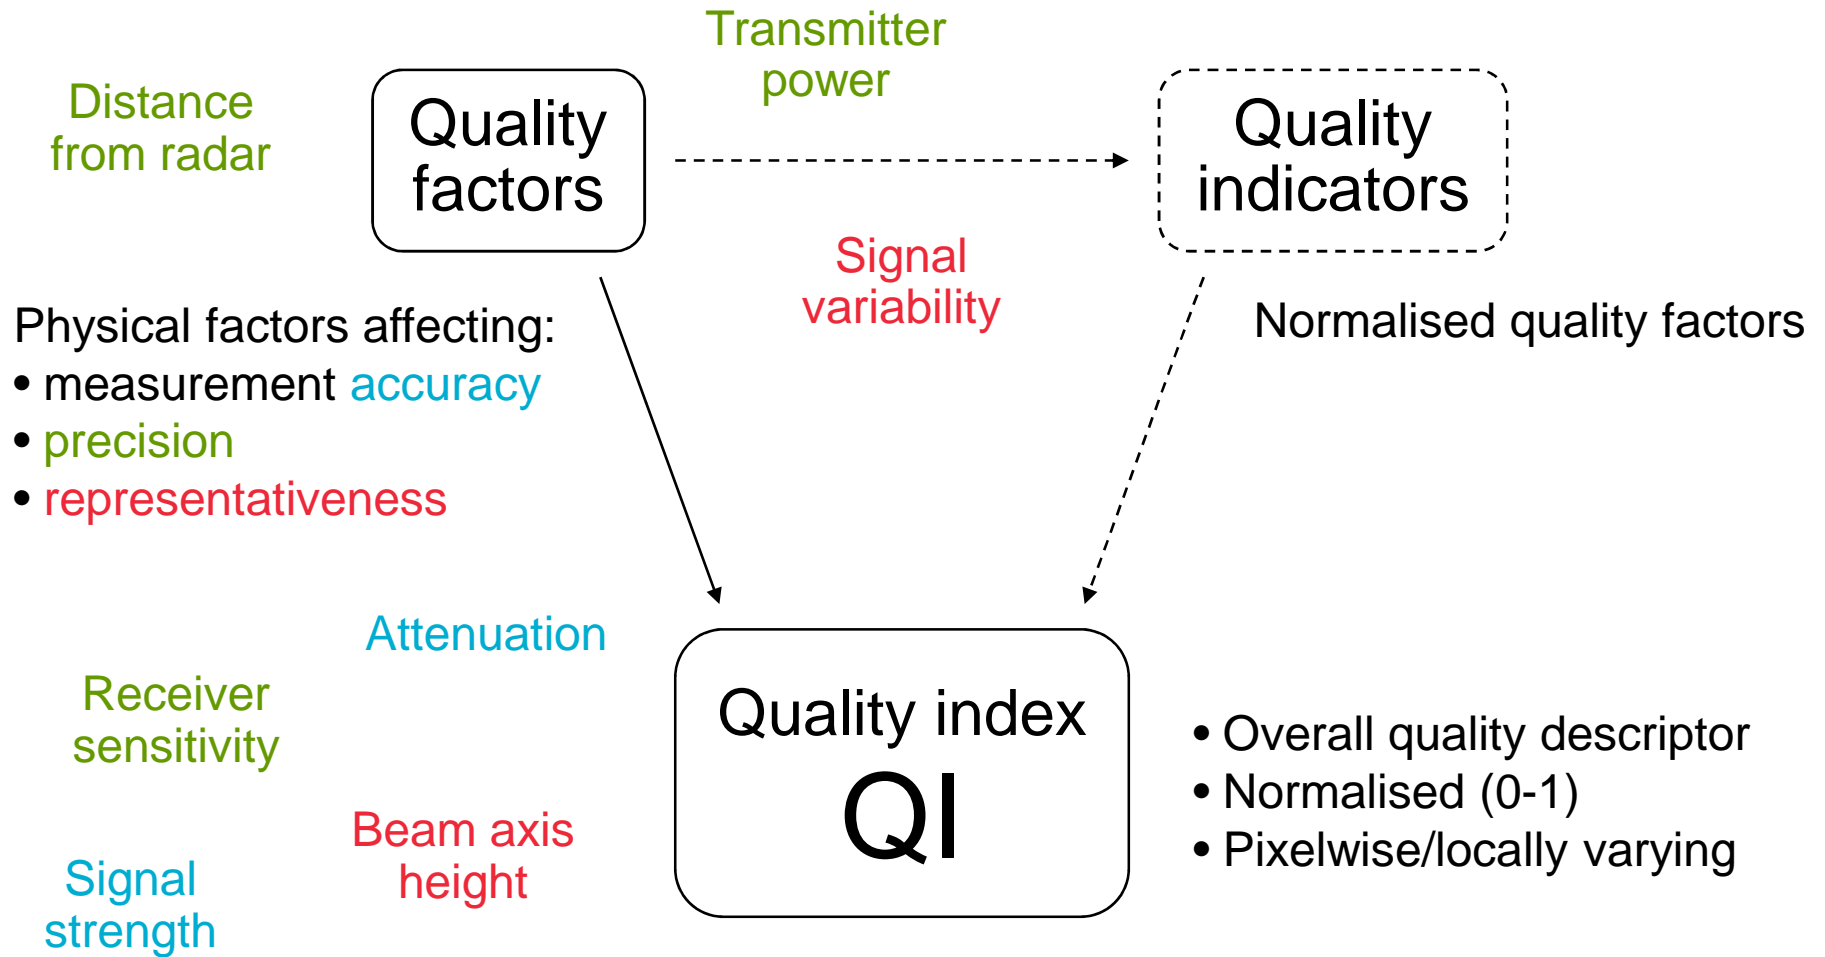 Transmitter
power
Distance
from radar
Quality
factors
Quality
indicators
Signal
variability
Physical factors affecting:
• measurement accuracy
• precision
• representativeness
Normalised quality factors
Attenuation
Receiver
sensitivity
Beam axis
height
Signal
strength
Quality index
QI
• Overall quality descriptor
• Normalised (0-1)
• Pixelwise/locally varying